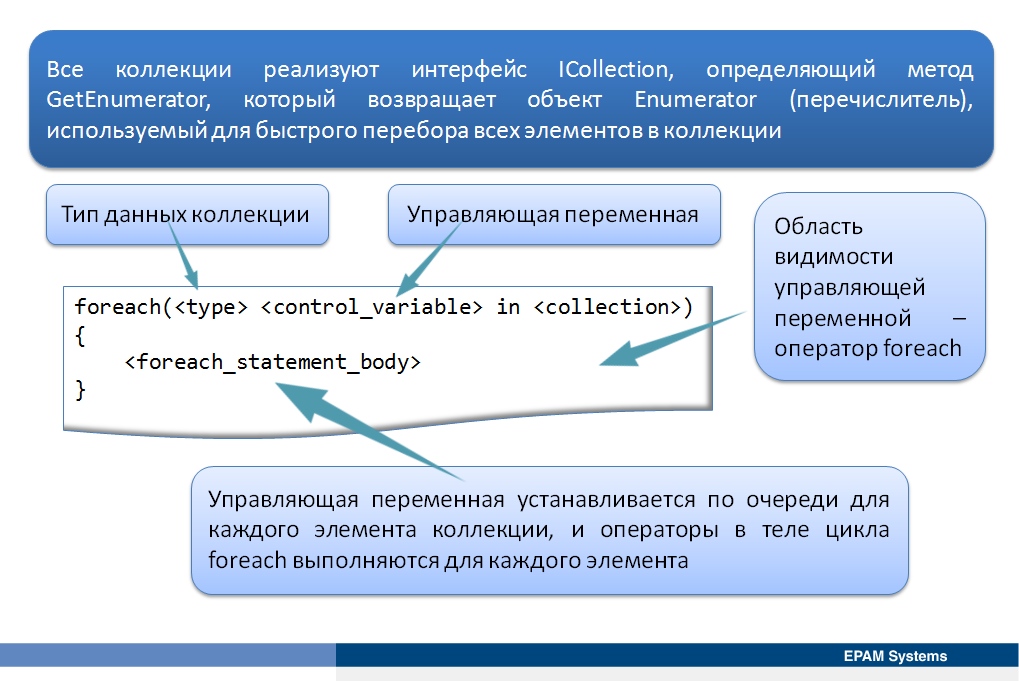 Все коллекции реализуют интерфейс ICollection, определяющий метод
GetEnumerator, который возвращает объект Enumerator (перечислитель),
используемый для быстрого перебора всех элементов в коллекции
Тип данных коллекции
Управляющая переменная
Область
видимости
управляющей
переменной –
оператор foreach
foreach(<type> <control_variable> in <collection>)
{
<foreach_statement_body>
}
Управляющая переменная устанавливается по очереди для
каждого элемента коллекции, и операторы в теле цикла
foreach выполняются для каждого элемента
EPAM Systems